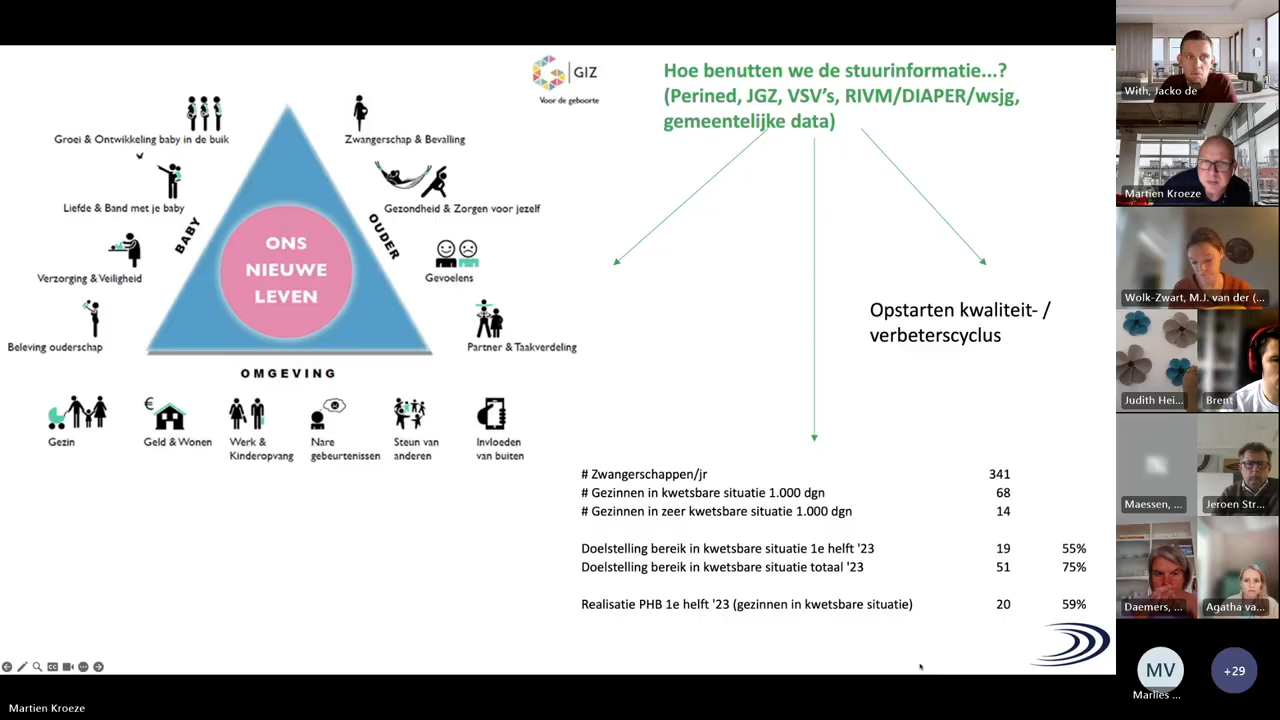 GIZ
Voor de geboorte
Hoe benutten we de stuurinformatie...?
(Perined, JGZ, VSV's, RIVM/DIAPER/wsjg,
gemeentelijke data)
Groei & Ontwikkeling baby in de buik
Zwangerschap & Bevalling
Liefde & Band met je baby
Gezondheid & Zorgen voor jezelf
BABY
OUDER
Verzorging & Veiligheid
Gevoelens
ONS
NIEUWE
LEVEN
Beleving ouderschap
Partner & Taakverdeling
OMGEVING
€
Gezin
Geld & Wonen
Werk &
Kinderopvang
Nare
gebeurtenissen
Steun van
anderen
Invloeden
van buiten
Opstarten kwaliteit- /
verbeterscyclus
# Zwangerschappen/jr 341
# Gezinnen in kwetsbare situatie 1.000 dgn 68
# Gezinnen in zeer kwetsbare situatie 1.000 dgn 14
Doelstelling bereik in kwetsbare situatie 1e helft '23 19 55%
Doelstelling bereik in kwetsbare situatie totaal '23 51 75%
Realisatie PHB 1e helft '23 (gezinnen in kwetsbare situatie) 20 59%
With, Jacko de
Martien Kroeze
Wolk-Zwart, M.J. van der (...
Judith Hei...
Brent
Maessen, ...
Jeroen Str...
Daemers, ...
Agatha va...
MV
Marlies ...
+29
Martien Kroeze